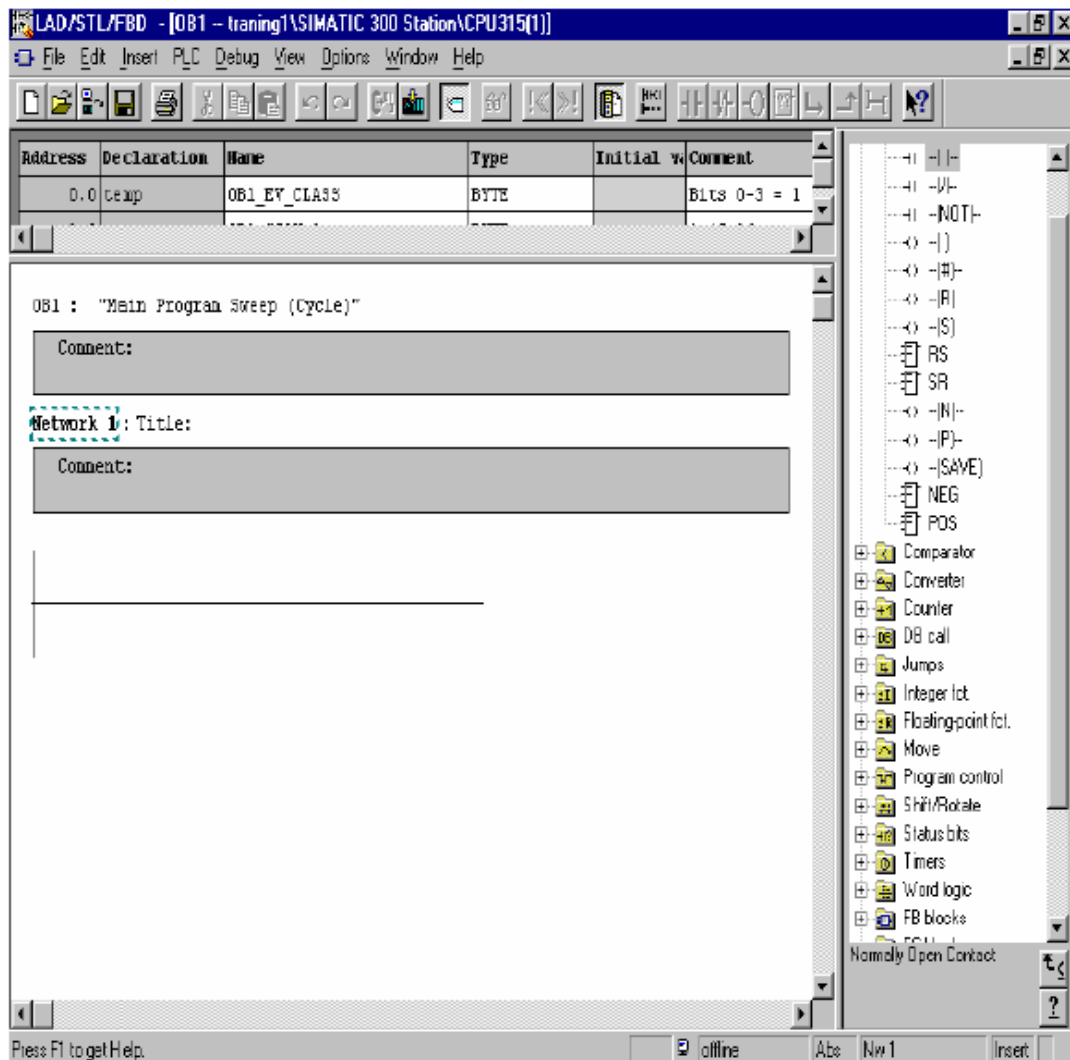 LAD/STL/FBD - [OB1 -- traning1\SIMATIC 300 Station\CPU315(1)]
File Edit Insert PLC Debug View Options Window Help
Address Declaration Name Type Initial v Comment
0.0 temp OB1_EV_CLASS BYTE Bits 0-3 = 1
OB1 : "Main Program Sweep (Cycle)"
Comment:
Network 1 : Title:
Comment:
--| |--
--|/|--
--|NOT|--
--( )
--(#)--
--(R)
--(S)
RS
SR
--(N)--
--(P)--
--(SAVE)
NEG
POS
Comparator
Converter
Counter
DB call
Jumps
Integer fct.
Floating-point fct.
Move
Program control
Shift/Rotate
Status bits
Timers
Word logic
FB blocks
Normally Open Contact
Press F1 to get Help.
offline Abs Nw 1 Insert